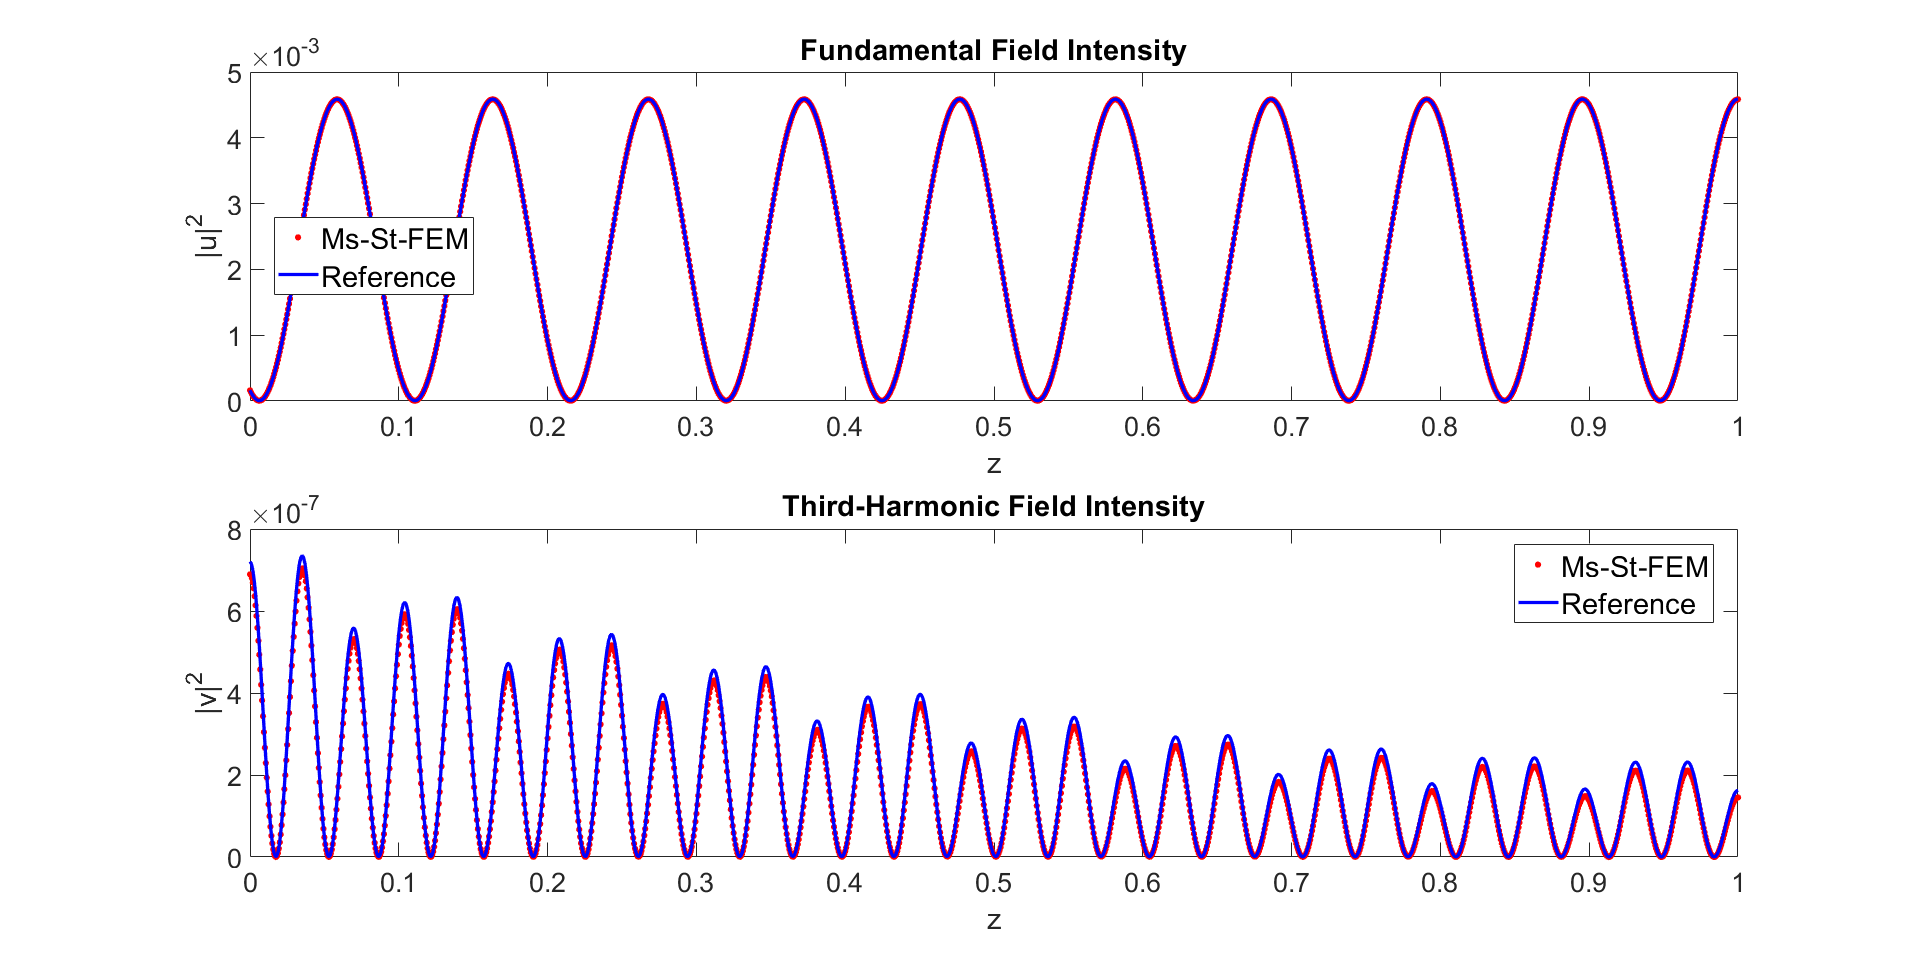 Fundamental Field Intensity
×10⁻³
5
4
3
2
1
0
|u|²
Ms-St-FEM
Reference
0 0.1 0.2 0.3 0.4 0.5 0.6 0.7 0.8 0.9 1
z
Third-Harmonic Field Intensity
×10⁻⁷
8
6
4
2
0
|v|²
Ms-St-FEM
Reference
0 0.1 0.2 0.3 0.4 0.5 0.6 0.7 0.8 0.9 1
z